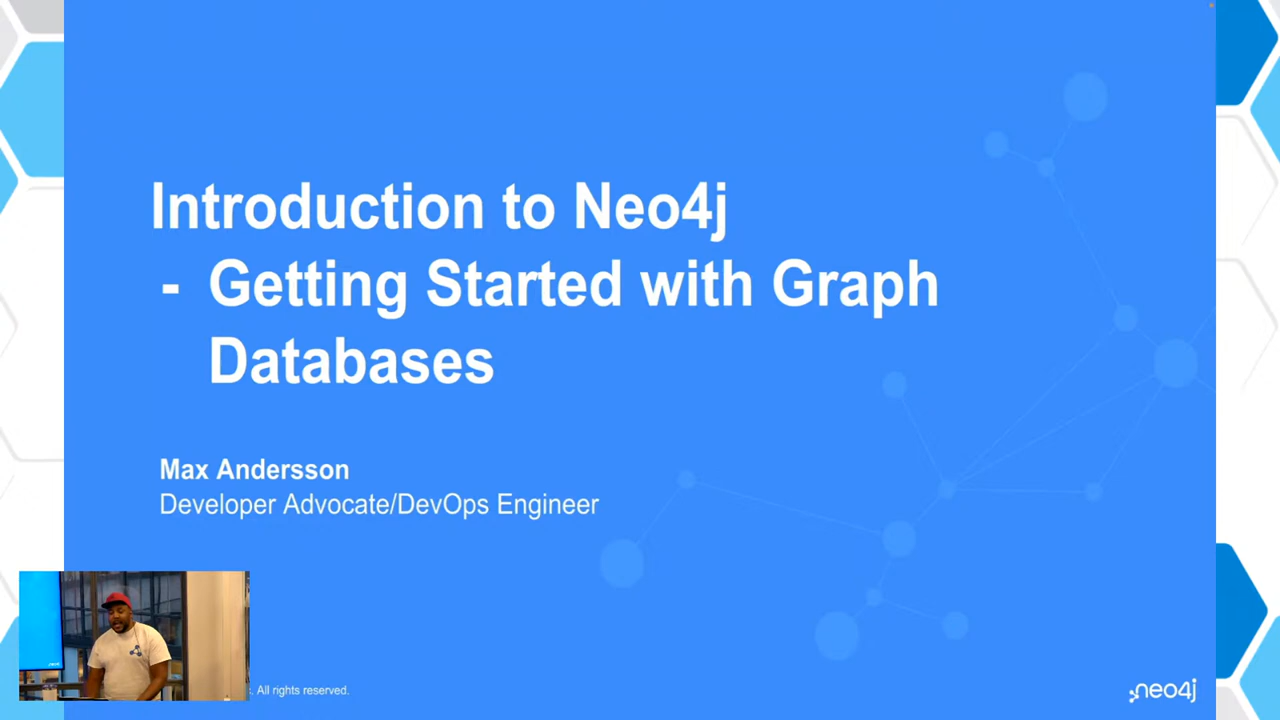 Introduction to Neo4j
- Getting Started with Graph
Databases
Max Andersson
Developer Advocate/DevOps Engineer
All rights reserved.
neo4j